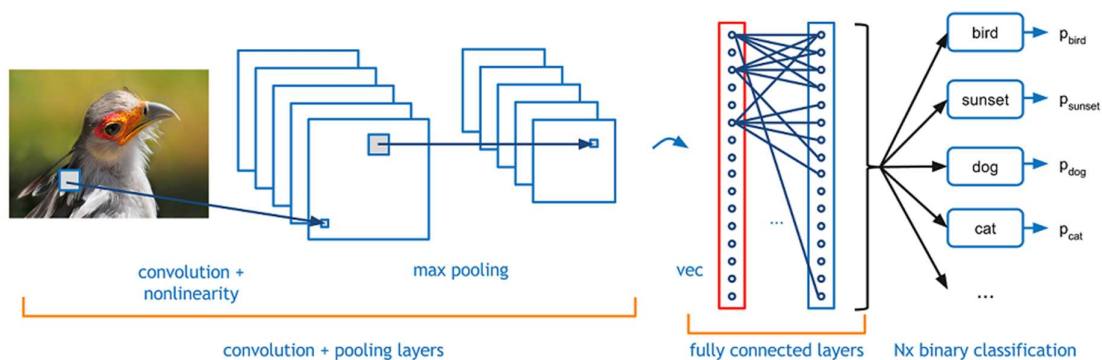 bird
p_bird
sunset
p_sunset
dog
p_dog
cat
p_cat
...
...
convolution +
nonlinearity
max pooling
vec
convolution + pooling layers
fully connected layers
Nx binary classification